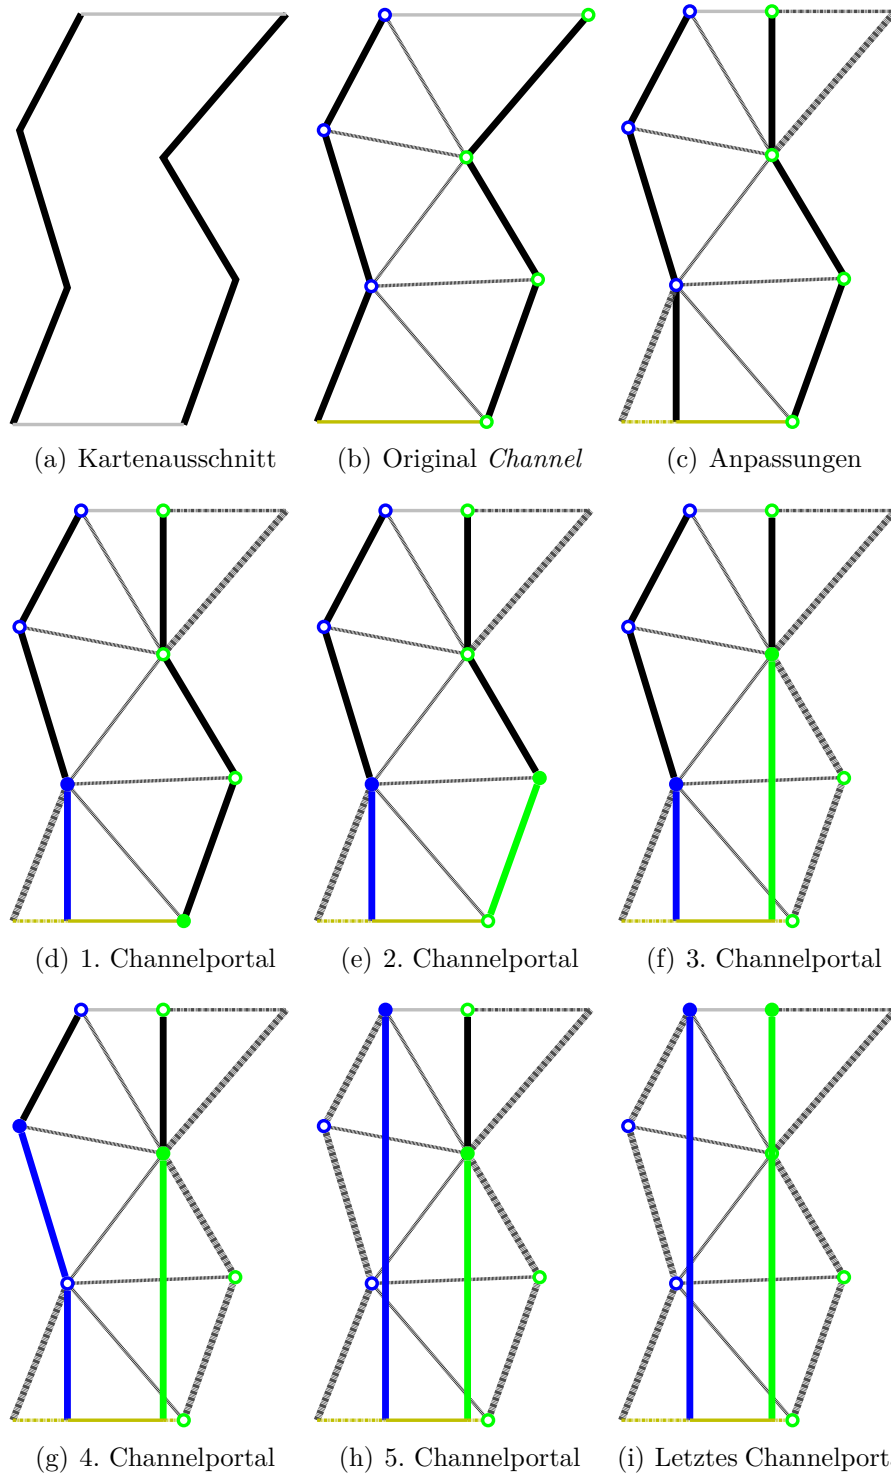 (a) Kartenausschnitt
(b) Original Channel
(c) Anpassungen
(d) 1. Channelportal
(e) 2. Channelportal
(f) 3. Channelportal
(g) 4. Channelportal
(h) 5. Channelportal
(i) Letztes Channelport